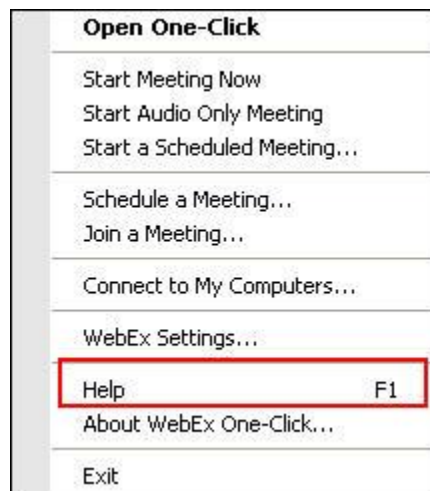 Open One-Click
Start Meeting Now
Start Audio Only Meeting
Start a Scheduled Meeting...
Schedule a Meeting...
Join a Meeting...
Connect to My Computers...
WebEx Settings...
Help F1
About WebEx One-Click...
Exit